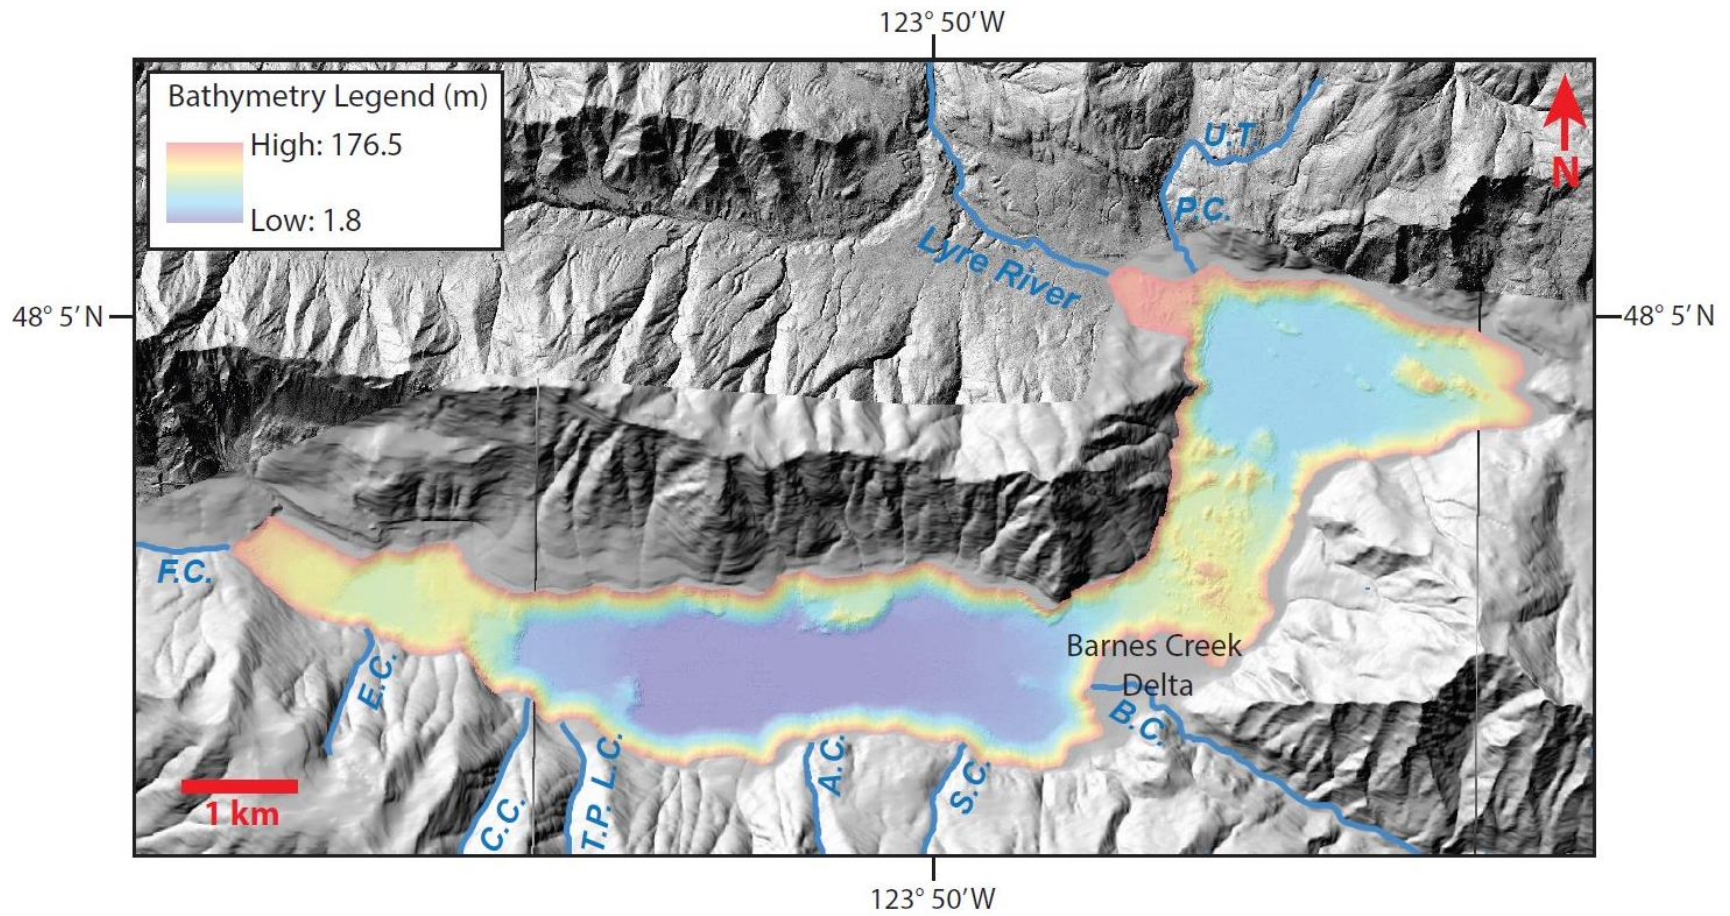 123° 50′ W
Bathymetry Legend (m)
High: 176.5
Low: 1.8
N
U.T.
P.C.
Lyre River
48° 5′ N
48° 5′ N
F.C.
E.C.
Barnes Creek
Delta
B.C.
C.C.
T.P. L.C.
A.C.
S.C.
1 km
123° 50′ W